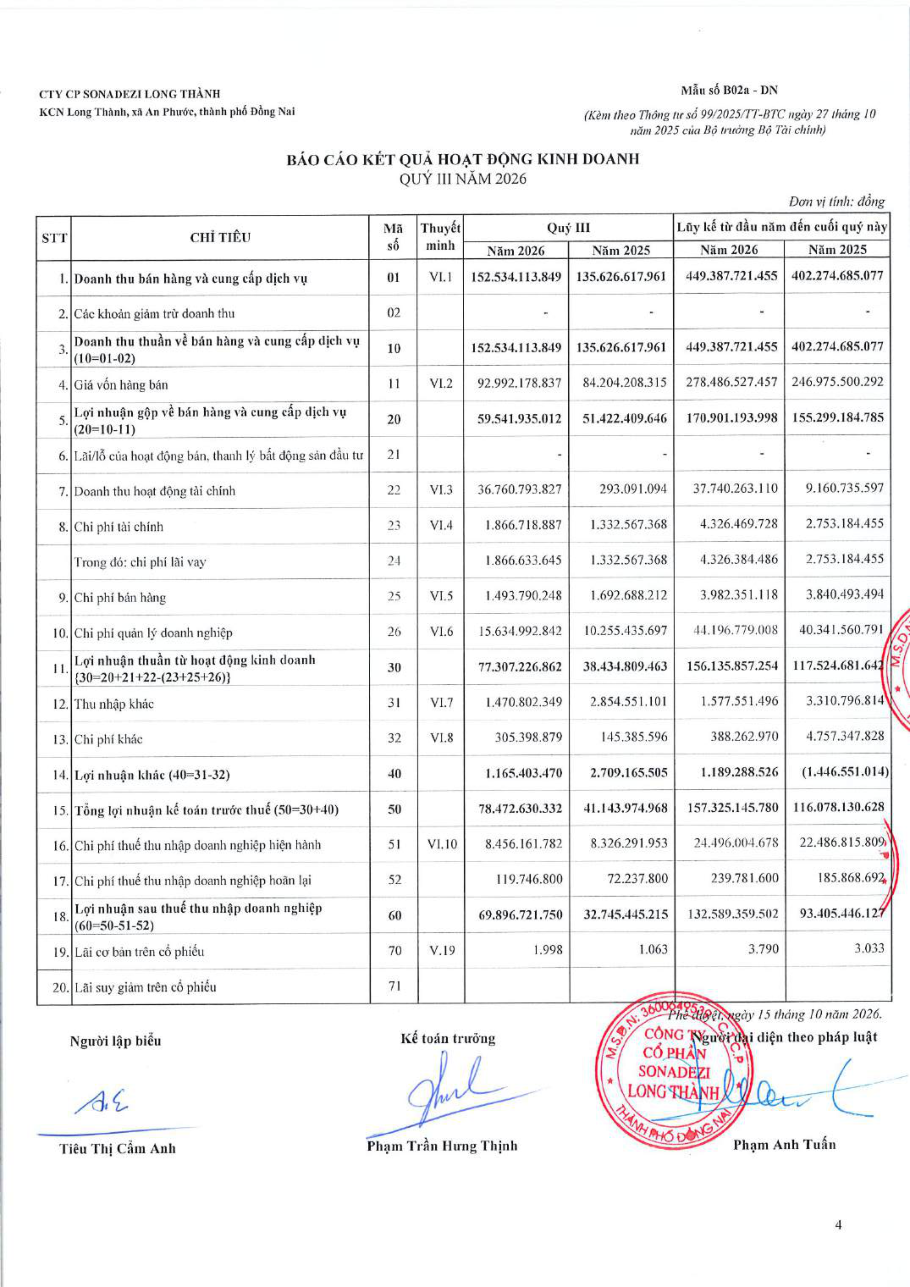 CTY CP SONADEZI LONG THÀNH
KCN Long Thành, xã An Phước, thành phố Đồng Nai
Mẫu số B02a - DN
(Kèm theo Thông tư số 99/2025/TT-BTC ngày 27 tháng 10
năm 2025 của Bộ trưởng Bộ Tài chính)
BÁO CÁO KẾT QUẢ HOẠT ĐỘNG KINH DOANH
QUÝ III NĂM 2026
Đơn vị tính: đồng
STT CHỈ TIÊU Mã số Thuyết minh Quý III Lũy kế từ đầu năm đến cuối quý này
Năm 2026 Năm 2025 Năm 2026 Năm 2025
1. Doanh thu bán hàng và cung cấp dịch vụ 01 VI.1 152.534.113.849 135.626.617.961 449.387.721.455 402.274.685.077
2. Các khoản giảm trừ doanh thu 02 - - - -
3. Doanh thu thuần về bán hàng và cung cấp dịch vụ (10=01-02) 10 152.534.113.849 135.626.617.961 449.387.721.455 402.274.685.077
4. Giá vốn hàng bán 11 VI.2 92.992.178.837 84.204.208.315 278.486.527.457 246.975.500.292
5. Lợi nhuận gộp về bán hàng và cung cấp dịch vụ (20=10-11) 20 59.541.935.012 51.422.409.646 170.901.193.998 155.299.184.785
6. Lãi/lỗ của hoạt động bán, thanh lý bất động sản đầu tư 21 - - - -
7. Doanh thu hoạt động tài chính 22 VI.3 36.760.793.827 293.091.094 37.740.263.110 9.160.735.597
8. Chi phí tài chính 23 VI.4 1.866.718.887 1.332.567.368 4.326.469.728 2.753.184.455
Trong đó: chi phí lãi vay 24 1.866.633.645 1.332.567.368 4.326.384.486 2.753.184.455
9. Chi phí bán hàng 25 VI.5 1.493.790.248 1.692.688.212 3.982.351.118 3.840.493.494
10. Chi phí quản lý doanh nghiệp 26 VI.6 15.634.992.842 10.255.435.697 44.196.779.008 40.341.560.791
11. Lợi nhuận thuần từ hoạt động kinh doanh {30=20+21+22-(23+25+26)} 30 77.307.226.862 38.434.809.463 156.135.857.254 117.524.681.642
12. Thu nhập khác 31 VI.7 1.470.802.349 2.854.551.101 1.577.551.496 3.310.796.814
13. Chi phí khác 32 VI.8 305.398.879 145.385.596 388.262.970 4.757.347.828
14. Lợi nhuận khác (40=31-32) 40 1.165.403.470 2.709.165.505 1.189.288.526 (1.446.551.014)
15. Tổng lợi nhuận kế toán trước thuế (50=30+40) 50 78.472.630.332 41.143.974.968 157.325.145.780 116.078.130.628
16. Chi phí thuế thu nhập doanh nghiệp hiện hành 51 VI.10 8.456.161.782 8.326.291.953 24.496.004.678 22.486.815.809
17. Chi phí thuế thu nhập doanh nghiệp hoãn lại 52 119.746.800 72.237.800 239.781.600 185.868.692
18. Lợi nhuận sau thuế thu nhập doanh nghiệp (60=50-51-52) 60 69.896.721.750 32.745.445.215 132.589.359.502 93.405.446.127
19. Lãi cơ bản trên cổ phiếu 70 V.19 1.998 1.063 3.790 3.033
20. Lãi suy giảm trên cổ phiếu 71
Phê duyệt, ngày 15 tháng 10 năm 2026.
Người lập biểu
Kế toán trưởng
Người đại diện theo pháp luật
CÔNG TY
CỔ PHẦN
SONADEZI
LONG THÀNH
THÀNH PHỐ ĐỒNG NAI
Tiêu Thị Cẩm Anh
Phạm Trần Hưng Thịnh
Phạm Anh Tuấn
4